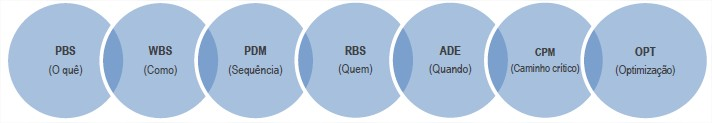 PBS
(O quê)
WBS
(Como)
PDM
(Sequência)
RBS
(Quem)
ADE
(Quando)
CPM
(Caminho crítico)
OPT
(Optimização)